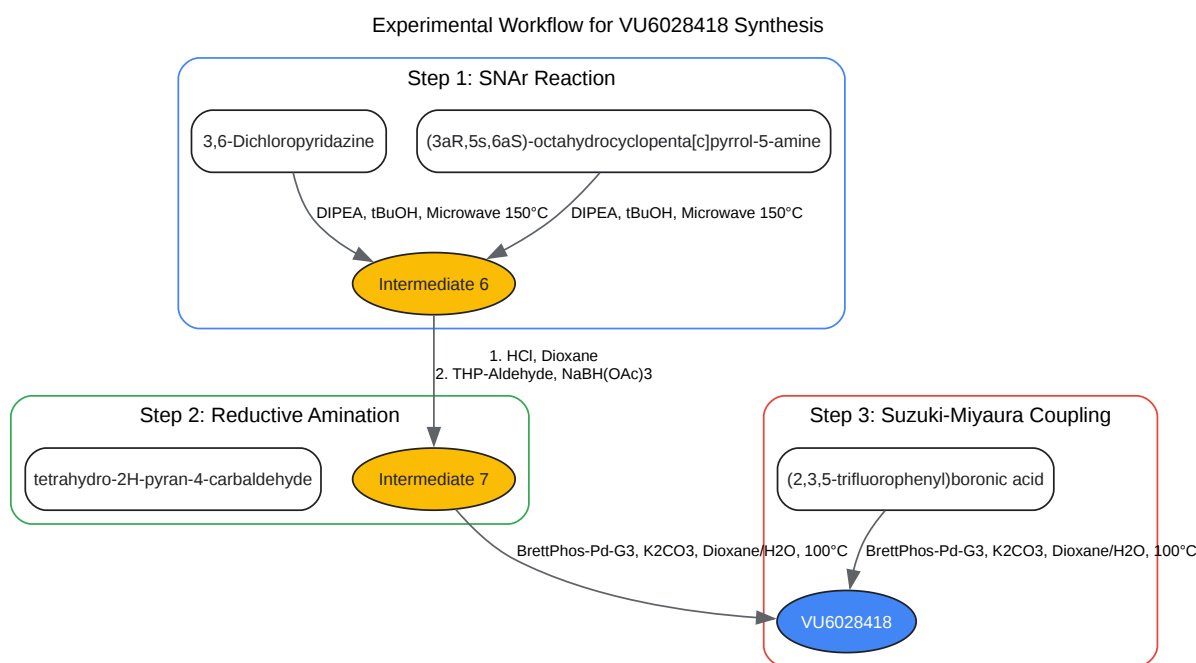 Experimental Workflow for VU6028418 Synthesis
Step 1: SNAr Reaction
3,6-Dichloropyridazine
(3aR,5s,6aS)-octahydrocyclopenta[c]pyrrol-5-amine
DIPEA, tBuOH, Microwave 150°C
DIPEA, tBuOH, Microwave 150°C
Intermediate 6
1. HCl, Dioxane
2. THP-Aldehyde, NaBH(OAc)3
Step 2: Reductive Amination
tetrahydro-2H-pyran-4-carbaldehyde
Intermediate 7
Step 3: Suzuki-Miyaura Coupling
(2,3,5-trifluorophenyl)boronic acid
BrettPhos-Pd-G3, K2CO3, Dioxane/H2O, 100°C
BrettPhos-Pd-G3, K2CO3, Dioxane/H2O, 100°C
VU6028418